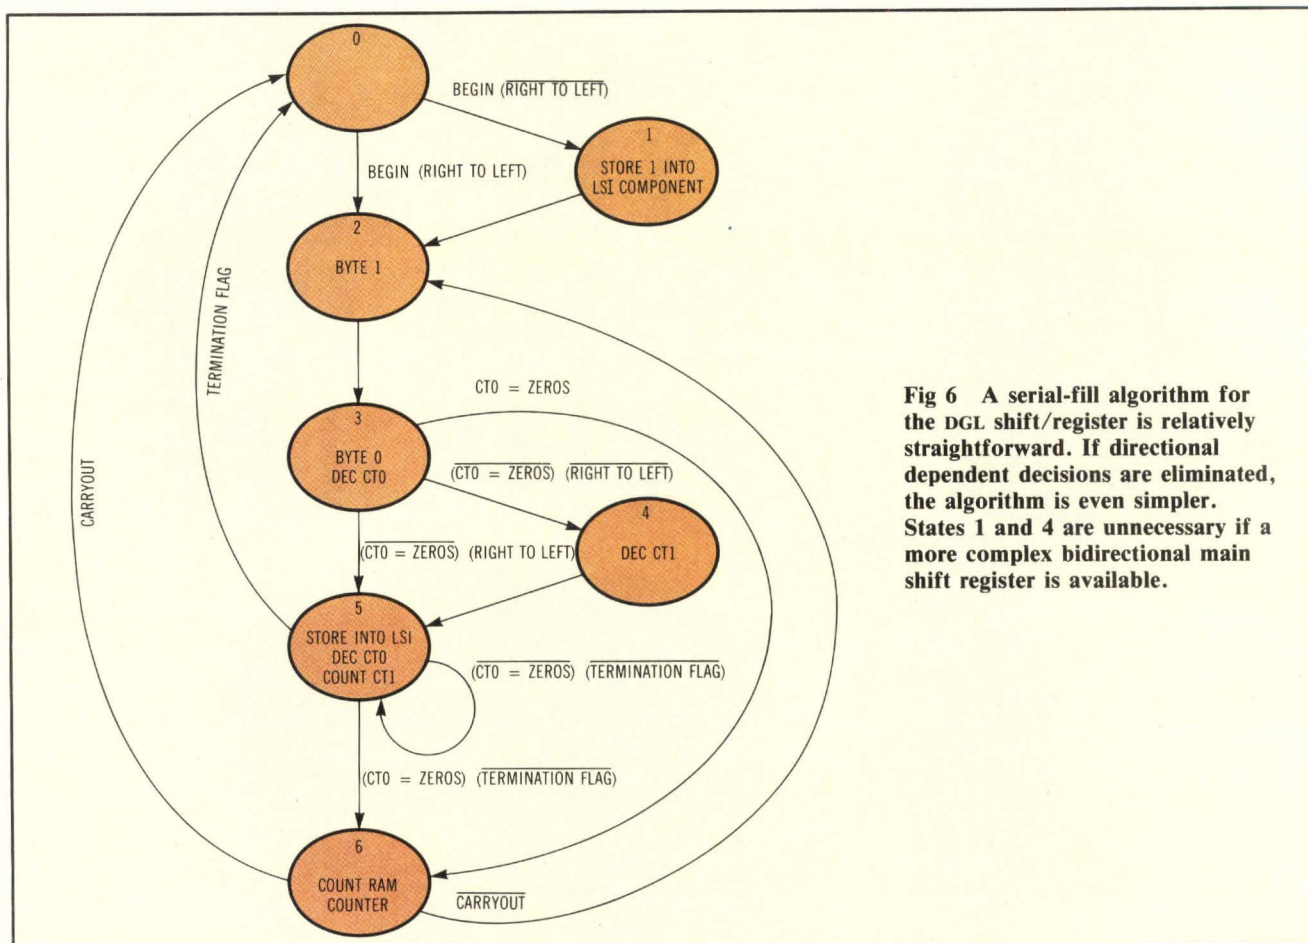 0
BEGIN (RIGHT TO LEFT)
1
STORE 1 INTO
LSI COMPONENT
BEGIN (RIGHT TO LEFT)
2
BYTE 1
TERMINATION FLAG
CARRYOUT
CT0 = ZEROS
3
BYTE 0
DEC CT0
(CT0 = ZEROS) (RIGHT TO LEFT)
4
DEC CT1
(CT0 = ZEROS) (RIGHT TO LEFT)
5
STORE INTO LSI
DEC CT0
COUNT CT1
(CT0 = ZEROS) (TERMINATION FLAG)
(CT0 = ZEROS) (TERMINATION FLAG)
6
COUNT RAM
COUNTER
CARRYOUT
Fig 6 A serial-fill algorithm for
the DGL shift/register is relatively
straightforward. If directional
dependent decisions are eliminated,
the algorithm is even simpler.
States 1 and 4 are unnecessary if a
more complex bidirectional main
shift register is available.